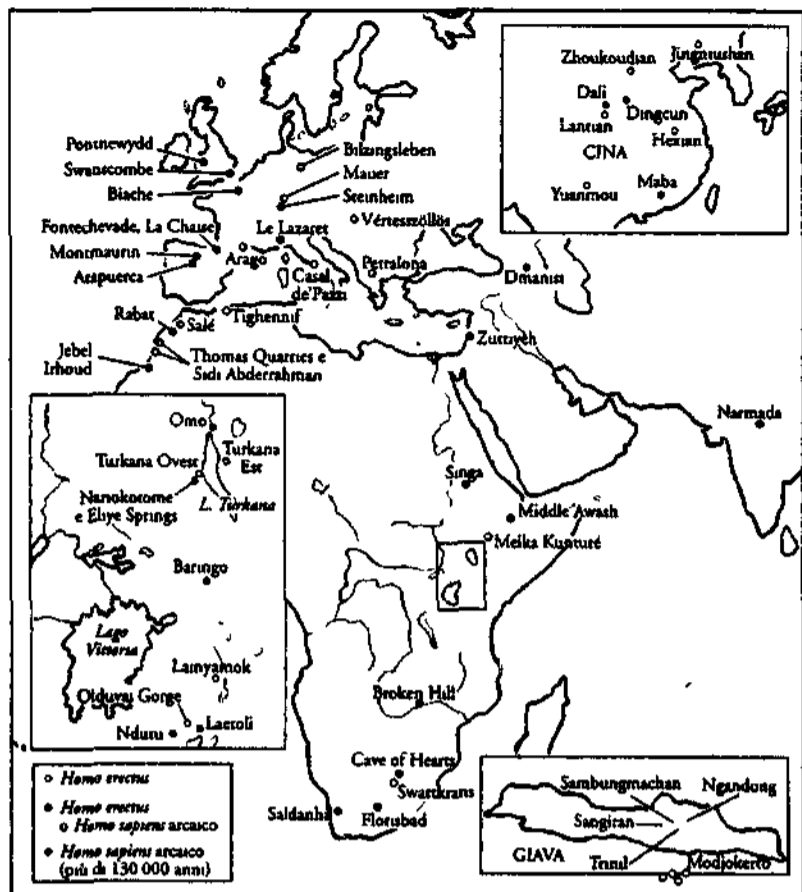 Zhoukoudian
Jingniushan
Dali
Dingcun
Lantian
Hexian
CINA
Yuanmou
Maba
Pontnewydd
Swanscombe
Biache
Bilzingsleben
Mauer
Steinheim
Vértesszöllös
Fontechevade, La Chaise
Montmaurin
Atapuerca
Le Lazaret
Arago
Casal
de'Pazzi
Petralona
Dmanisi
Rabat
Salé
Tighennif
Jebel
Irhoud
Thomas Quarries e
Sidi Abderrahman
Zuttiyeh
Narmada
Omo
Turkana
Est
Turkana Ovest
Nariokotome
e Eliye Springs
L. Turkana
Baringo
Lago
Vittoria
Lainyamok
Olduvai Gorge
Ndutu
Laetoli
Singa
Middle Awash
Melka Kunturé
Broken Hill
Cave of Hearts
Swartkrans
Saldanha
Florisbad
Homo erectus
Homo erectus
o Homo sapiens arcaico
Homo sapiens arcaico
(più di 130 000 anni)
Sambungmachan
Ngandong
Sangiran
GIAVA
Trinil
Modjokerto